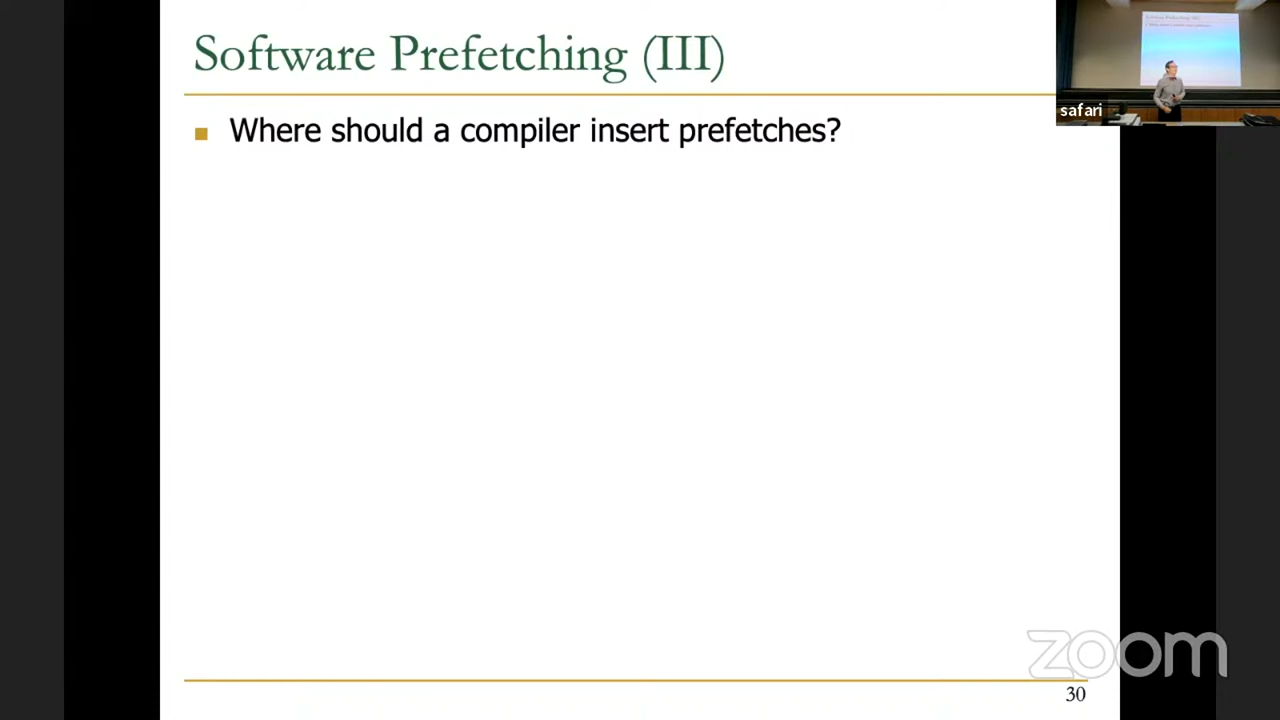 Software Prefetching (III)
safari
Where should a compiler insert prefetches?
zoom
30